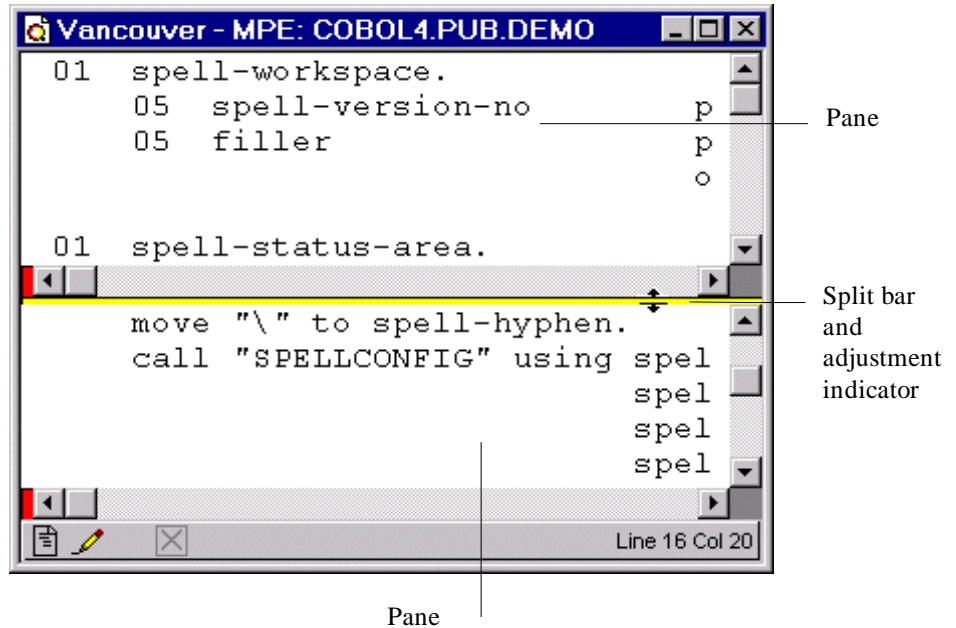 Vancouver - MPE: COBOL4.PUB.DEMO
01 spell-workspace.
05 spell-version-no p
05 filler p
o
01 spell-status-area.
move "\" to spell-hyphen.
call "SPELLCONFIG" using spel
spel
spel
spel
Line 16 Col 20
Pane
Split bar
and
adjustment
indicator
Pane